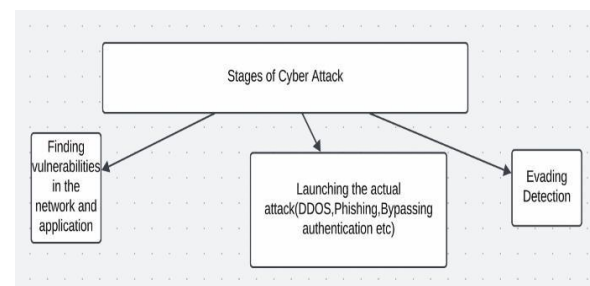 Stages of Cyber Attack
Finding
vulnerabilities
in the
network and
application
Launching the actual
attack(DDOS,Phishing,Bypassing
authentication etc)
Evading
Detection